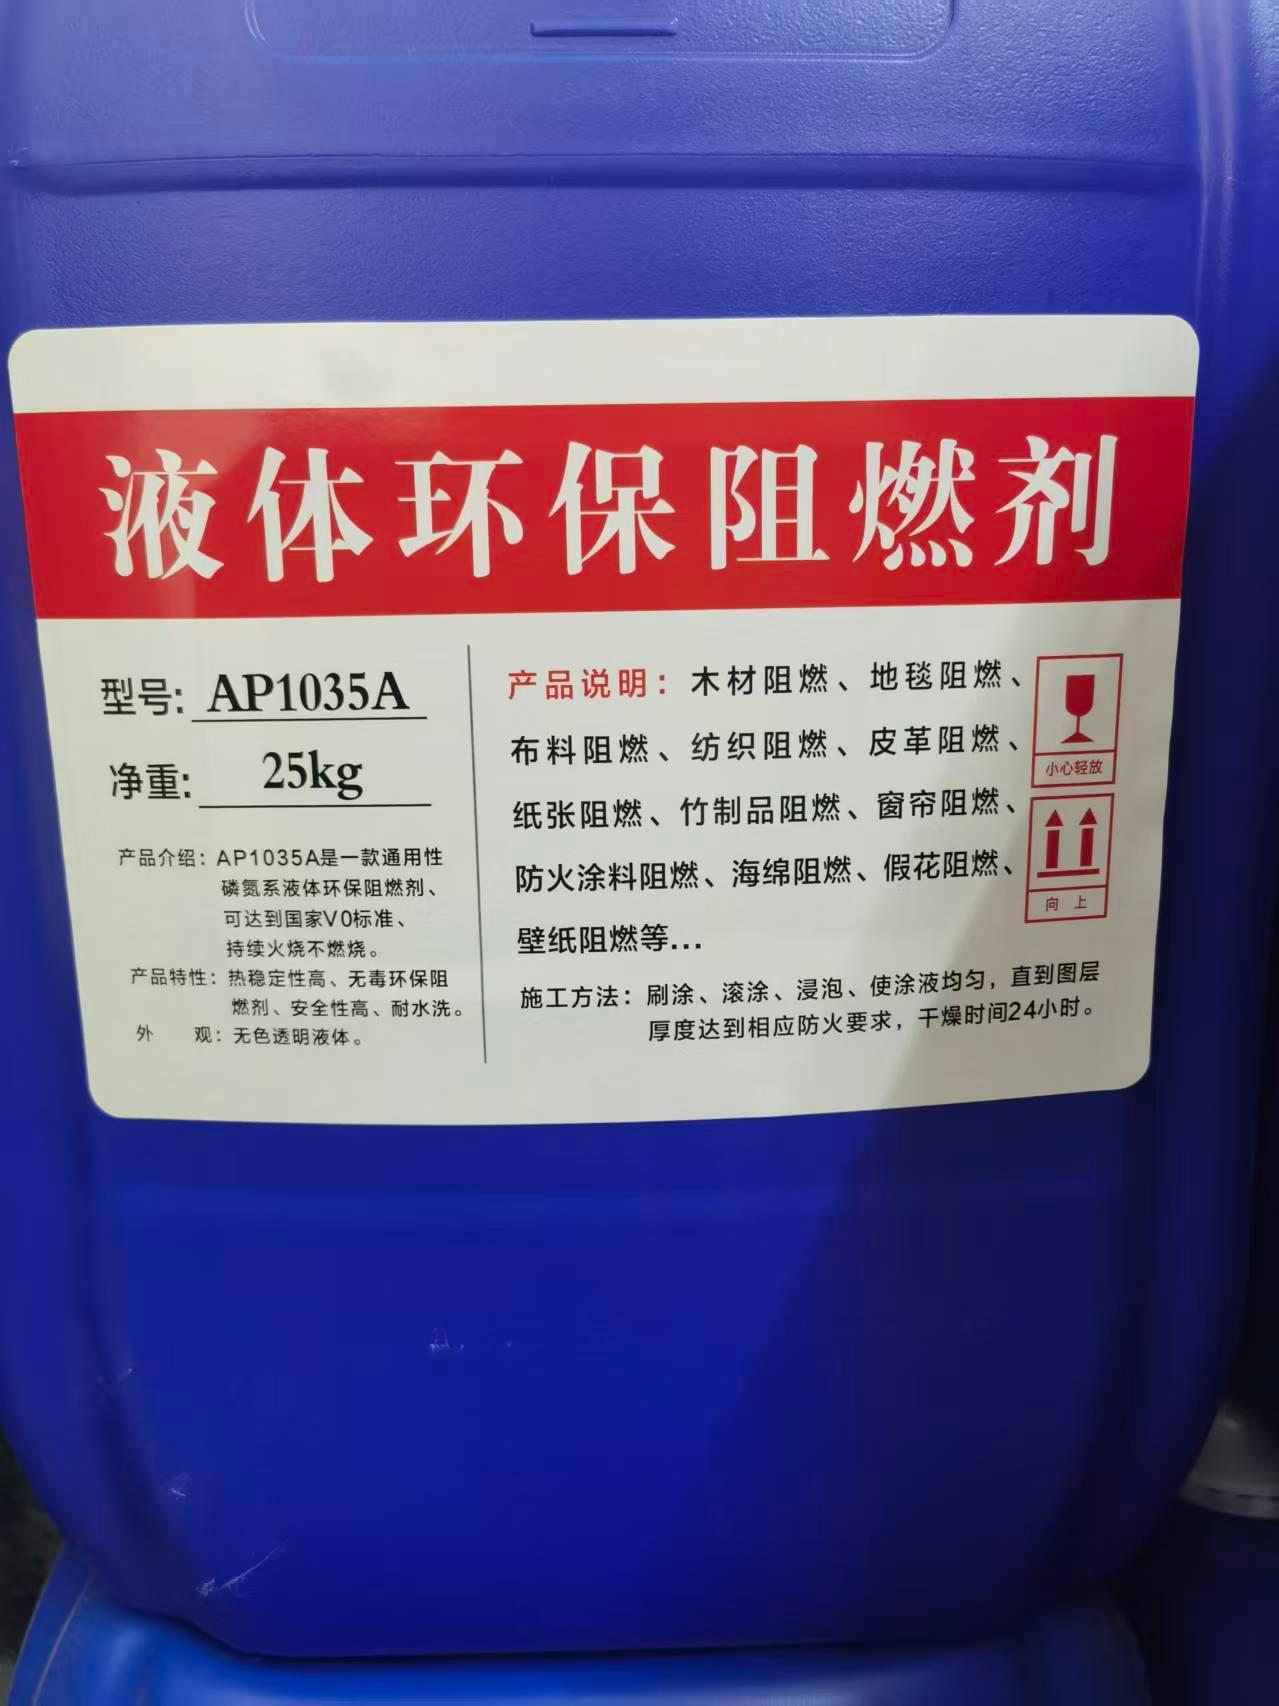 液体环保阻燃剂
型号: AP1035A
净重: 25kg
产品介绍: AP1035A是一款通用性
磷氮系液体环保阻燃剂、
可达到国家V0标准、
持续火烧不燃烧。
产品特性: 热稳定性高、无毒环保阻
燃剂、安全性高、耐水洗。
外 观: 无色透明液体。
产品说明: 木材阻燃、地毯阻燃、
布料阻燃、纺织阻燃、皮革阻燃、
纸张阻燃、竹制品阻燃、窗帘阻燃、
防火涂料阻燃、海绵阻燃、假花阻燃、
壁纸阻燃等...
施工方法: 刷涂、滚涂、浸泡、使涂液均匀，直到图层
厚度达到相应防火要求，干燥时间24小时。
小心轻放
向 上